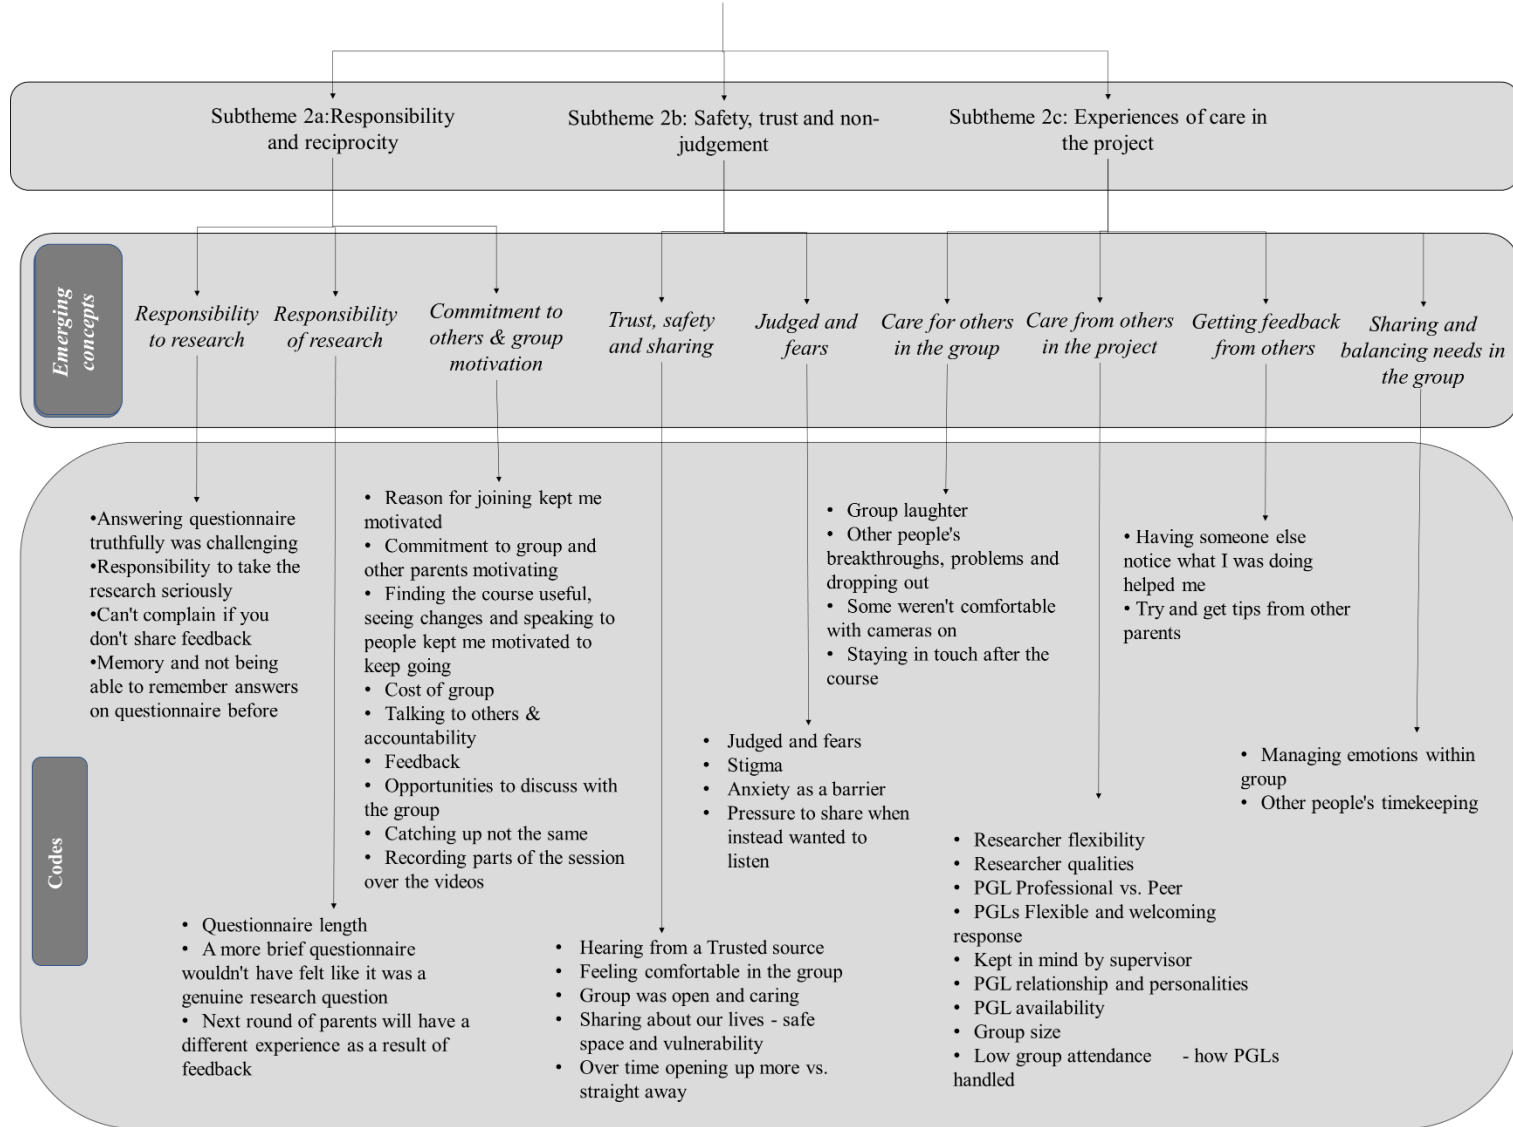 Subtheme 2a:Responsibility
and reciprocity
Subtheme 2b: Safety, trust and non-
judgement
Subtheme 2c: Experiences of care in
the project
Emerging
concepts
Responsibility
to research
Responsibility
of research
Commitment to
others & group
motivation
Trust, safety
and sharing
Judged and
fears
Care for others
in the group
Care from others
in the project
Getting feedback
from others
Sharing and
balancing needs in
the group
Codes
•Answering questionnaire
truthfully was challenging
•Responsibility to take the
research seriously
•Can't complain if you
don't share feedback
•Memory and not being
able to remember answers
on questionnaire before
• Questionnaire length
• A more brief questionnaire
wouldn't have felt like it was a
genuine research question
• Next round of parents will have a
different experience as a result of
feedback
• Reason for joining kept me
motivated
• Commitment to group and
other parents motivating
• Finding the course useful,
seeing changes and speaking to
people kept me motivated to
keep going
• Cost of group
• Talking to others &
accountability
• Feedback
• Opportunities to discuss with
the group
• Catching up not the same
• Recording parts of the session
over the videos
• Hearing from a Trusted source
• Feeling comfortable in the group
• Group was open and caring
• Sharing about our lives - safe
space and vulnerability
• Over time opening up more vs.
straight away
• Judged and fears
• Stigma
• Anxiety as a barrier
• Pressure to share when
instead wanted to
listen
• Group laughter
• Other people's
breakthroughs, problems and
dropping out
• Some weren't comfortable
with cameras on
• Staying in touch after the
course
• Researcher flexibility
• Researcher qualities
• PGL Professional vs. Peer
• PGLs Flexible and welcoming
response
• Kept in mind by supervisor
• PGL relationship and personalities
• PGL availability
• Group size
• Low group attendance - how PGLs
handled
• Having someone else
notice what I was doing
helped me
• Try and get tips from other
parents
• Managing emotions within
group
• Other people's timekeeping